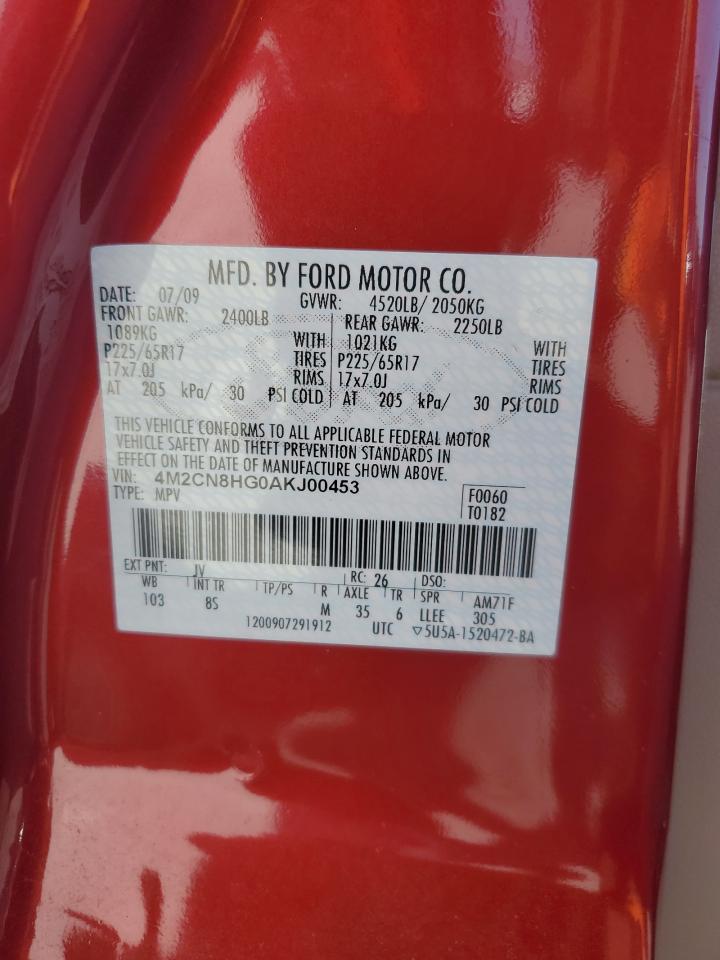 MFD. BY FORD MOTOR CO.
DATE: 07/09 GVWR: 4520LB/ 2050KG
FRONT GAWR: 2400LB REAR GAWR: 2250LB
1089KG WITH 1021KG WITH
P225/65R17 TIRES P225/65R17 TIRES
17x7.0J RIMS 17x7.0J RIMS
AT 205 kPa/ 30 PSI COLD AT 205 kPa/ 30 PSI COLD
THIS VEHICLE CONFORMS TO ALL APPLICABLE FEDERAL MOTOR
VEHICLE SAFETY AND THEFT PREVENTION STANDARDS IN
EFFECT ON THE DATE OF MANUFACTURE SHOWN ABOVE.
VIN: 4M2CN8HG0AKJ00453
TYPE: MPV F0060
T0182
EXT PNT: JV RC: 26 DSO:
WB INT TR TP/PS R AXLE TR SPR AM71F
103 8S M 35 6 LLEE 305
1200907291912 UTC ▽5U5A-1520472-BA